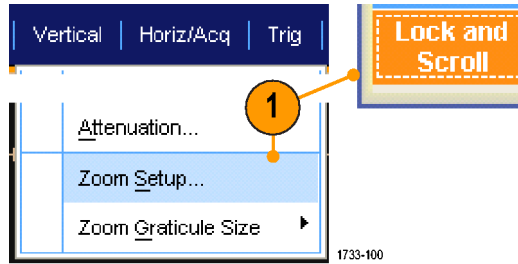 Vertical | Horiz/Acq | Trig
Lock and
Scroll
1
Attenuation...
Zoom Setup...
Zoom Graticule Size
1733-100